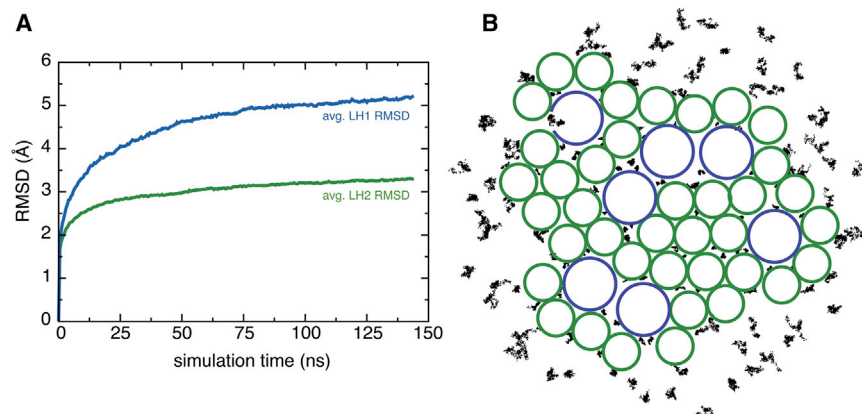 A
B
RMSD (Å)
6
5
4
3
2
1
0
avg. LH1 RMSD
avg. LH2 RMSD
0 25 50 75 100 125 150
simulation time (ns)